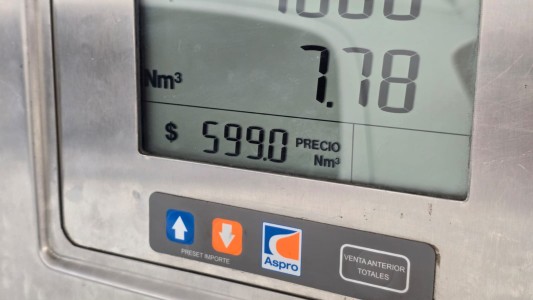 Nm³ 7.78
$ 599.0 PRECIO
Nm³
PRESET IMPORTE
Aspro
VENTA ANTERIOR
TOTALES